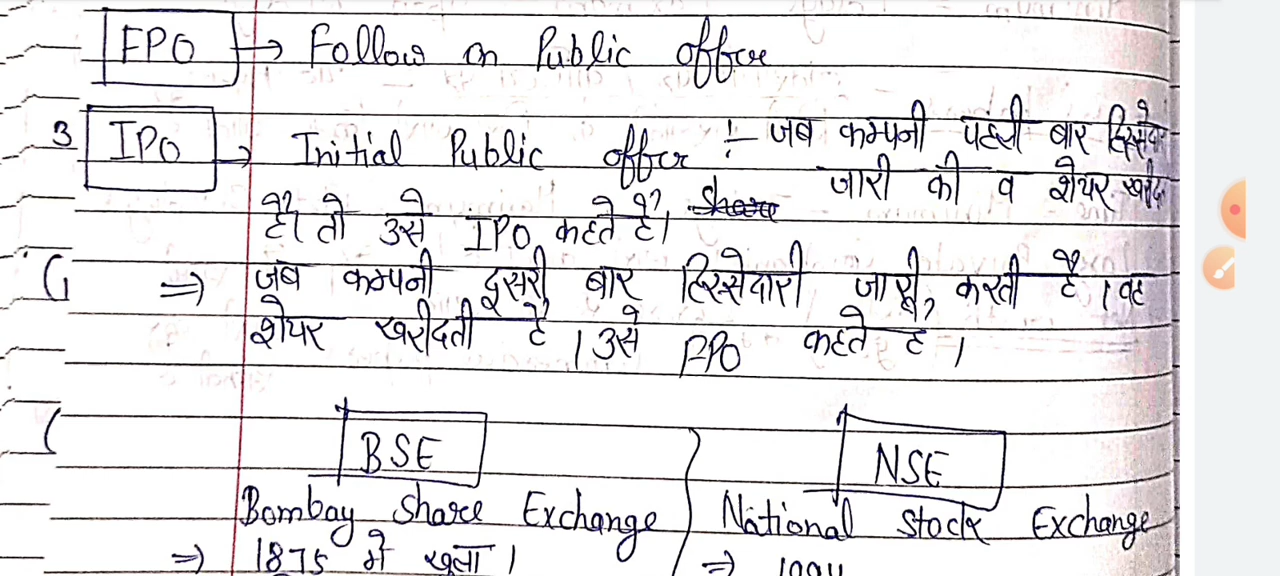 FPO → Follow on Public offer
3 IPO → Initial Public offer :- जब कम्पनी पहली बार
जारी की व शेयर
है। तो उसे IPO कहते है।
⇒ जब कम्पनी दूसरी बार हिस्सेदारी जारी करती है । वह
शेयर खरीदती है । उसे FPO कहते है ।
BSE NSE
Bombay Share Exchange National Stock Exchange
⇒ 1875 में खुला । ⇒